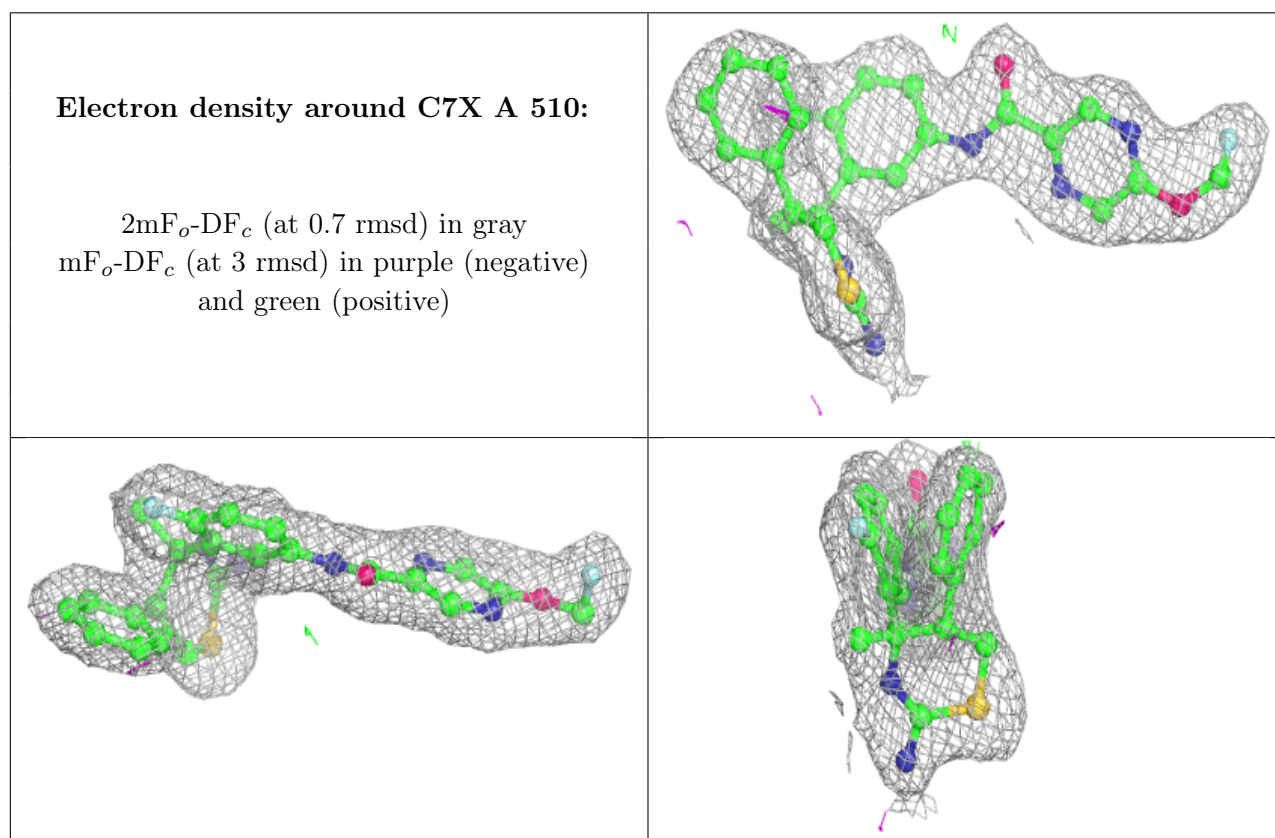 Electron density around C7X A 510:
2mFo-DFc (at 0.7 rmsd) in gray
mFo-DFc (at 3 rmsd) in purple (negative)
and green (positive)